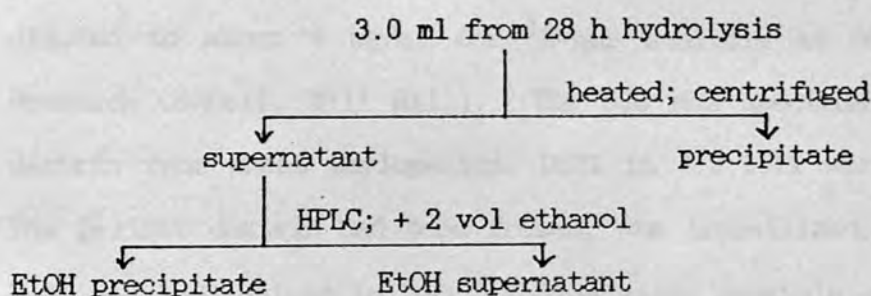 3.0 ml from 28 h hydrolysis
heated; centrifuged
supernatant precipitate
HPLC; + 2 vol ethanol
EtOH precipitate EtOH supernatant